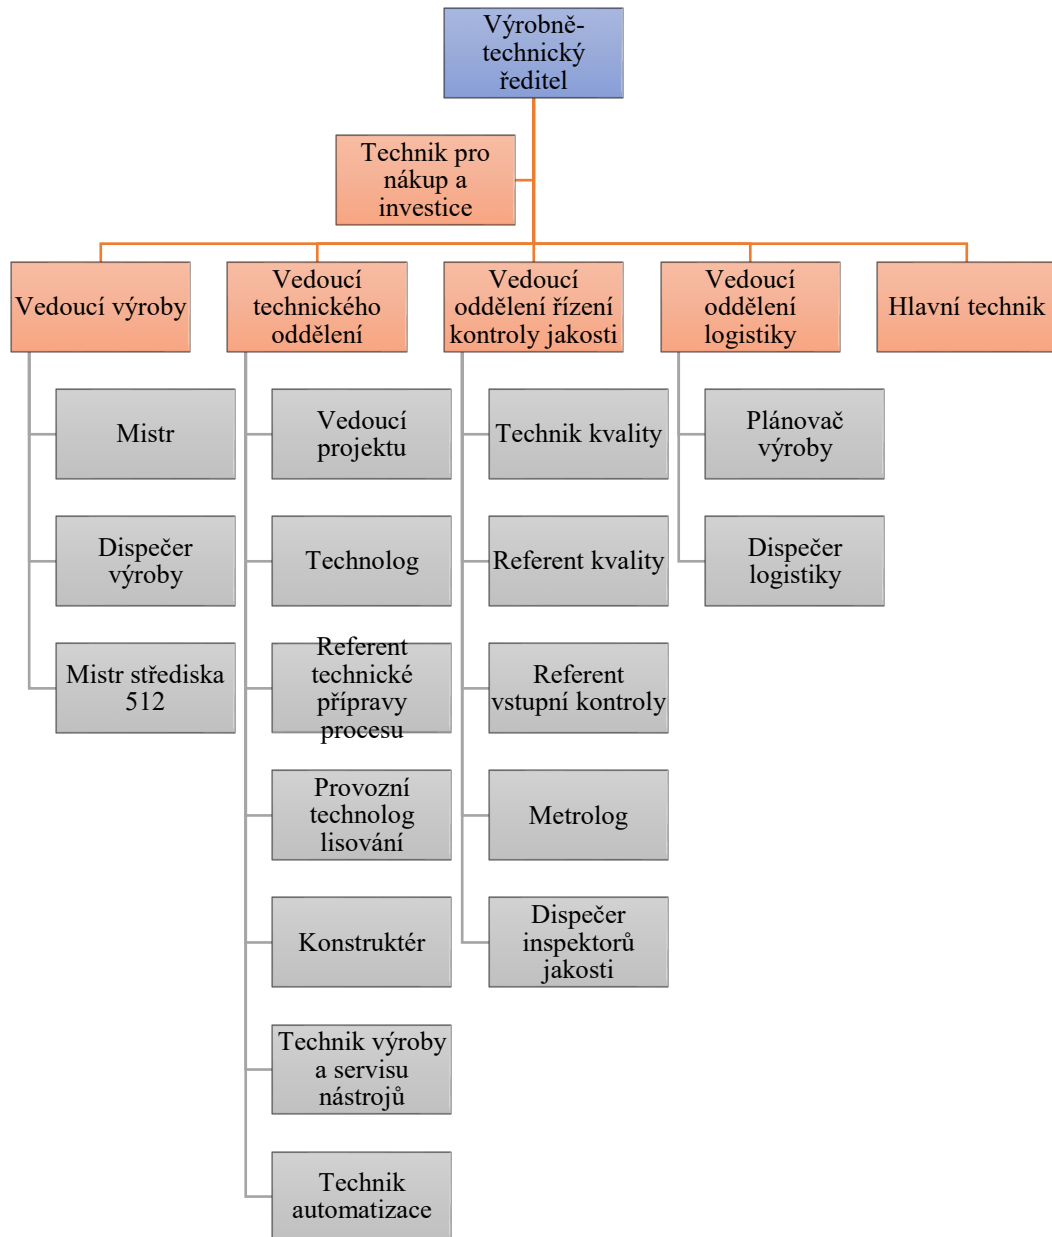 Výrobně-
technický
ředitel
Technik pro
nákup a
investice
Vedoucí výroby
Vedoucí
technického
oddělení
Vedoucí
oddělení řízení
kontroly jakosti
Vedoucí
oddělení
logistiky
Hlavní technik
Mistr
Dispečer
výroby
Mistr střediska
512
Vedoucí
projektu
Technolog
Referent
technické
přípravy
procesu
Provozní
technolog
lisování
Konstruktér
Technik výroby
a servisu
nástrojů
Technik
automatizace
Technik kvality
Referent kvality
Referent
vstupní kontroly
Metrolog
Dispečer
inspektorů
jakosti
Plánovač
výroby
Dispečer
logistiky